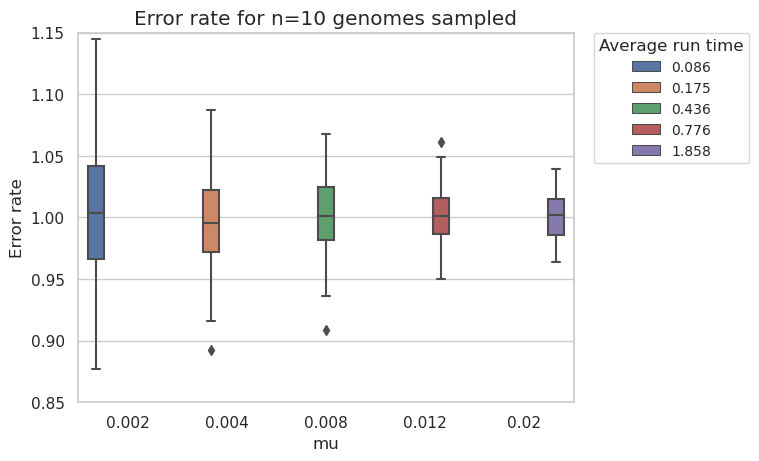 Error rate for n=10 genomes sampled
1.15
1.10
1.05
1.00
0.95
0.90
0.85
Error rate
0.002 0.004 0.008 0.012 0.02
mu
Average run time
0.086
0.175
0.436
0.776
1.858